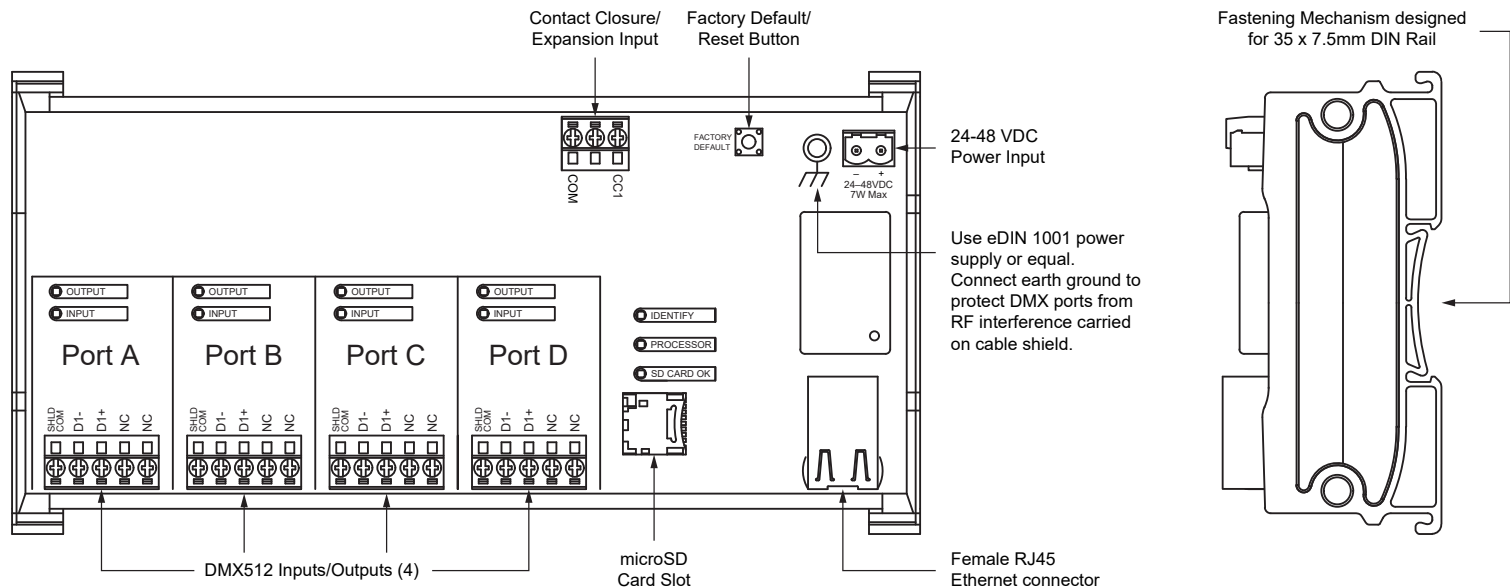 Contact Closure/
Expansion Input
Factory Default/
Reset Button
Fastening Mechanism designed
for 35 x 7.5mm DIN Rail
FACTORY
DEFAULT
COM
CC1
– +
24–48VDC
7W Max
24-48 VDC
Power Input
Use eDIN 1001 power
supply or equal.
Connect earth ground to
protect DMX ports from
RF interference carried
on cable shield.
OUTPUT
INPUT
Port A
SHLD
COM
D1-
D1+
NC
NC
OUTPUT
INPUT
Port B
SHLD
COM
D1-
D1+
NC
NC
OUTPUT
INPUT
Port C
SHLD
COM
D1-
D1+
NC
NC
OUTPUT
INPUT
Port D
SHLD
COM
D1-
D1+
NC
NC
IDENTIFY
PROCESSOR
SD CARD OK
DMX512 Inputs/Outputs (4)
microSD
Card Slot
Female RJ45
Ethernet connector